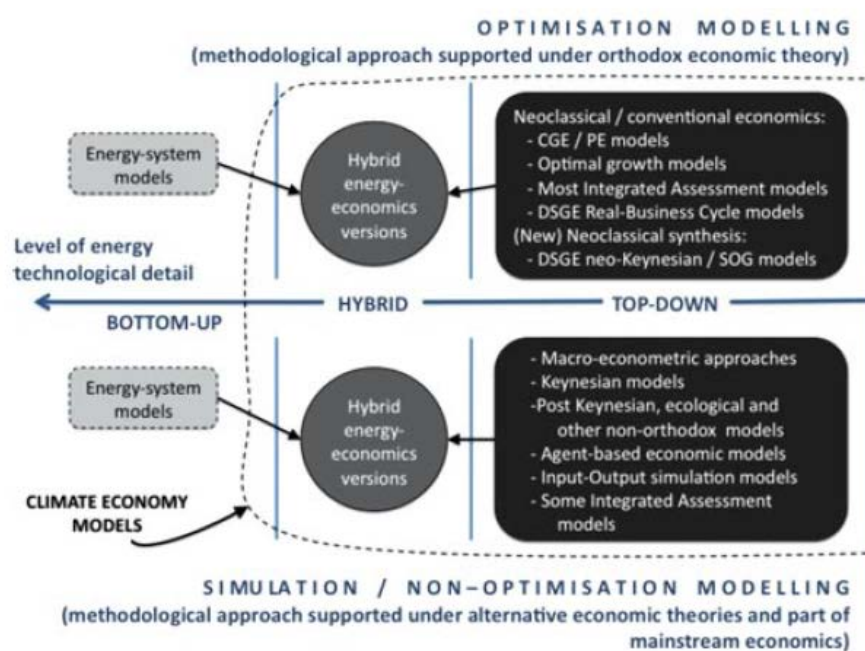 OPTIMISATION MODELLING
(methodological approach supported under orthodox economic theory)
Energy-system
models
Hybrid
energy-
economics
versions
Neoclassical / conventional economics:
- CGE / PE models
- Optimal growth models
- Most Integrated Assessment models
- DSGE Real-Business Cycle models
(New) Neoclassical synthesis:
- DSGE neo-Keynesian / SOG models
Level of energy
technological detail
BOTTOM-UP
HYBRID
TOP-DOWN
Energy-system
models
Hybrid
energy-
economics
versions
- Macro-econometric approaches
- Keynesian models
-Post Keynesian, ecological and
other non-orthodox models
- Agent-based economic models
- Input-Output simulation models
- Some Integrated Assessment
models
CLIMATE ECONOMY
MODELS
SIMULATION / NON–OPTIMISATION MODELLING
(methodological approach supported under alternative economic theories and part of
mainstream economics)